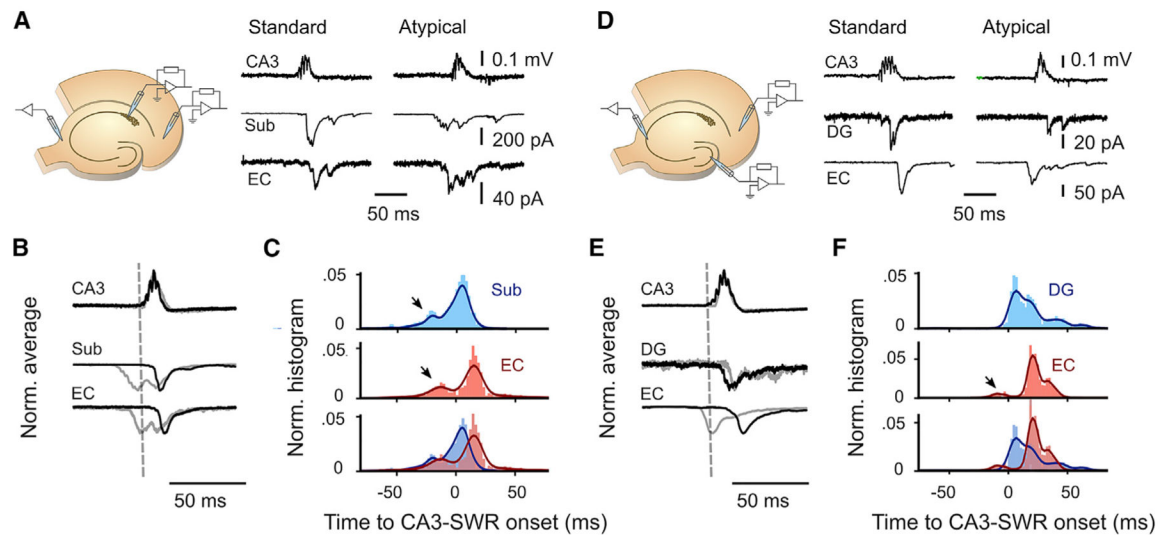 A
Standard
Atypical
CA3
0.1 mV
Sub
200 pA
EC
40 pA
50 ms
D
Standard
Atypical
CA3
0.1 mV
DG
20 pA
EC
50 pA
50 ms
B
Norm. average
CA3
Sub
EC
50 ms
C
Norm. histogram
.05
0
Sub
0.05
0
EC
0.05
0
-50
0
50
Time to CA3-SWR onset (ms)
E
Norm. average
CA3
DG
EC
50 ms
F
Norm. histogram
.05
0
DG
0.05
0
EC
0.05
0
-50
0
50
Time to CA3-SWR onset (ms)